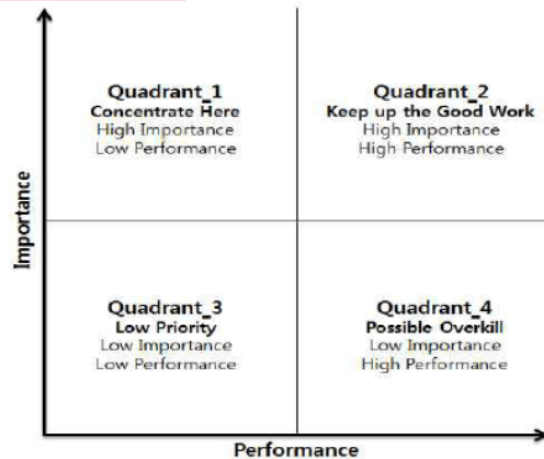 Importance
Quadrant_1
Concentrate Here
High Importance
Low Performance
Quadrant_2
Keep up the Good Work
High Importance
High Performance
Quadrant_3
Low Priority
Low Importance
Low Performance
Quadrant_4
Possible Overkill
Low Importance
High Performance
Performance